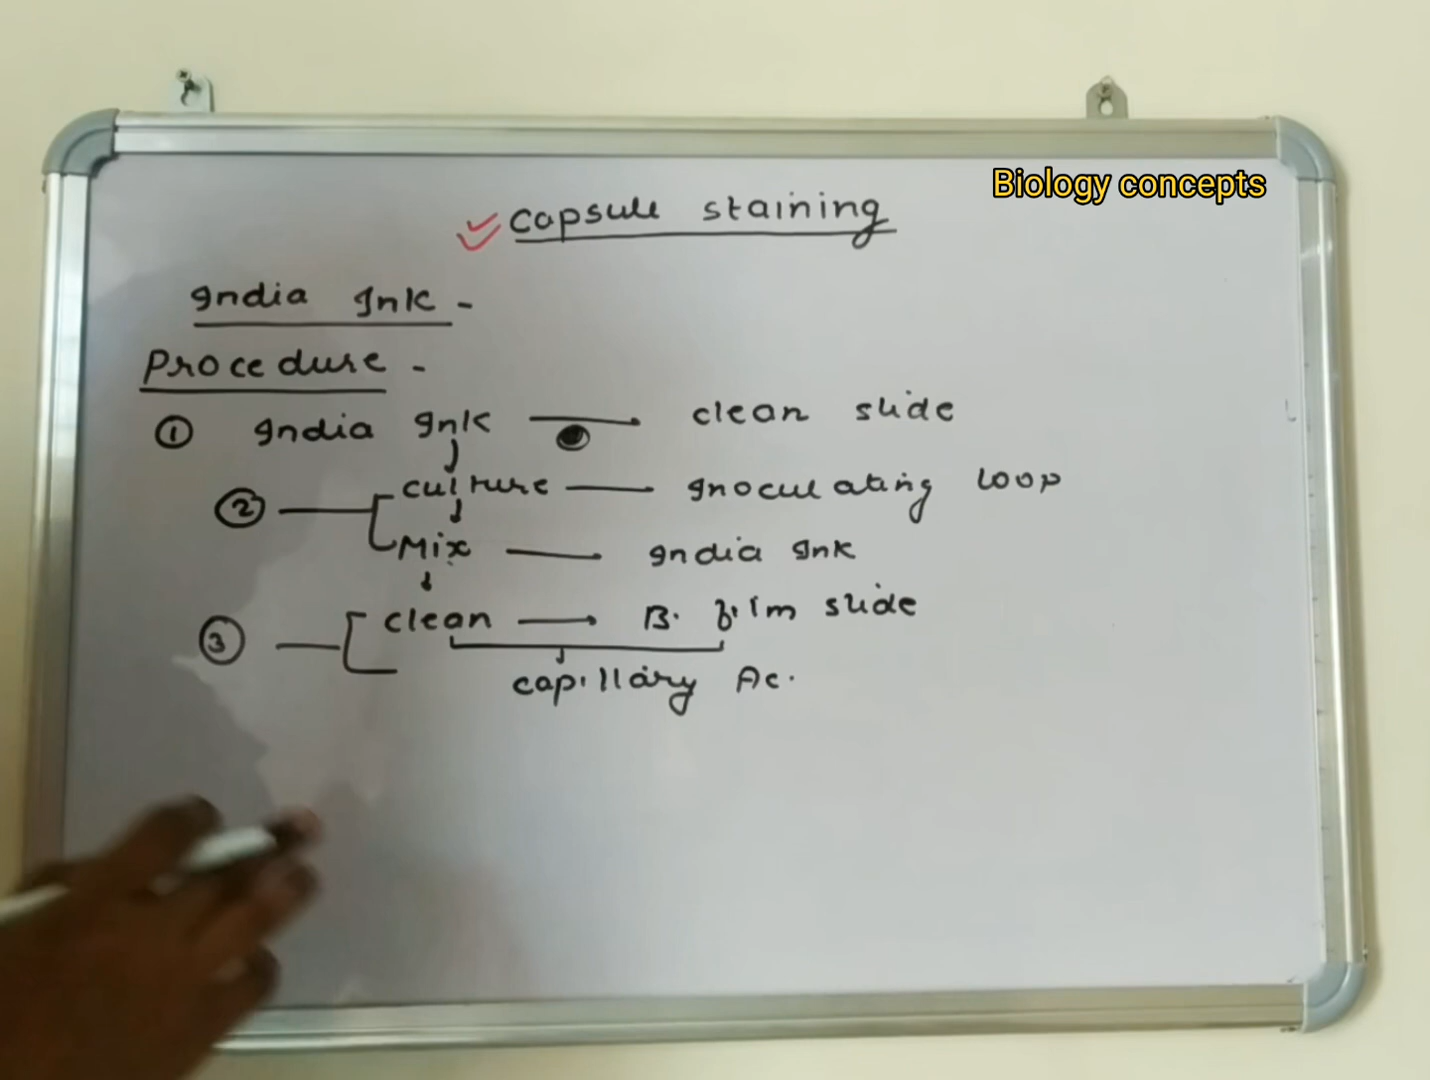 Biology concepts
Capsule staining
India Ink -
Procedure -
① India Ink → clean slide
② culture — Inoculating loop
Mix — India Ink
③ clean → B. film slide
capillary Ac.